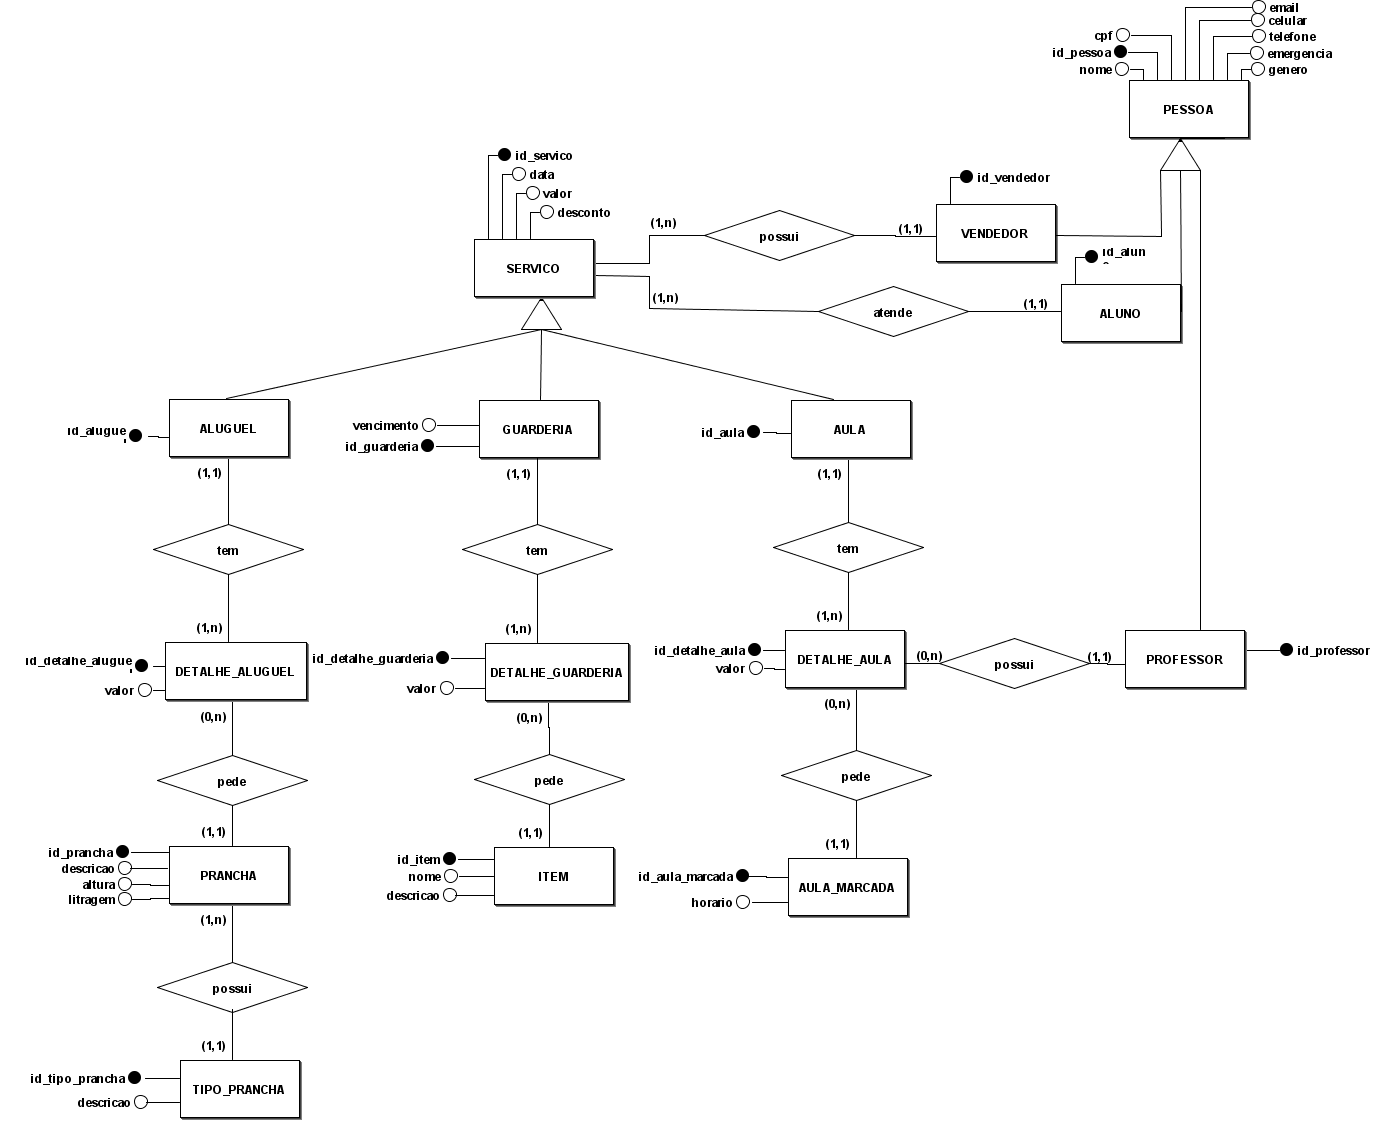 email
celular
cpf
telefone
id_pessoa
emergencia
nome
genero
PESSOA
id_servico
data
id_vendedor
valor
desconto
(1,n)
possui
(1,1)
VENDEDOR
SERVICO
(1,n)
atende
(1,1)
ALUNO
ALUGUEL
vencimento
GUARDERIA
id_guarderia
id_aula
AULA
(1,1)
(1,1)
(1,1)
tem
tem
tem
(1,n)
(1,n)
(1,n)
DETALHE_ALUGUEL
valor
id_detalhe_guarderia
DETALHE_GUARDERIA
valor
id_detalhe_aula
DETALHE_AULA
valor
(0,n)
possui
(1,1)
PROFESSOR
id_professor
(0,n)
(0,n)
(0,n)
pede
pede
pede
(1,1)
(1,1)
(1,1)
id_prancha
descricao
PRANCHA
altura
litragem
id_item
nome
ITEM
descricao
id_aula_marcada
AULA_MARCADA
horario
(1,n)
possui
(1,1)
id_tipo_prancha
TIPO_PRANCHA
descricao